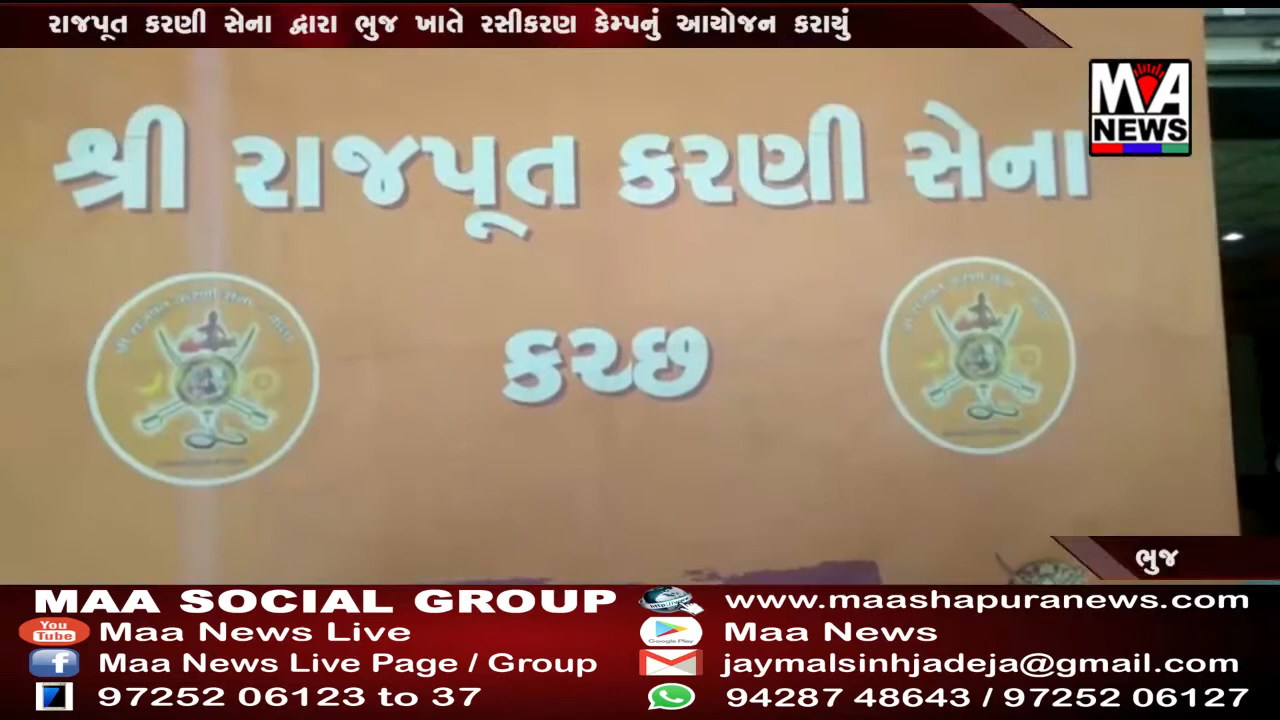 રાજપૂત કરણી સેના દ્વારા ભુજ ખાતે રસીકરણ કેમ્પનું આયોજન કરાયું
MAA
NEWS
શ્રી રાજપૂત કરણી સેના
કચ્છ
ભુજ
MAA SOCIAL GROUP
www.maashapuranews.com
You Tube
Maa News Live
Google Play
Maa News
Maa News Live Page / Group
jaymalsinhjadeja@gmail.com
97252 06123 to 37
94287 48643 / 97252 06127